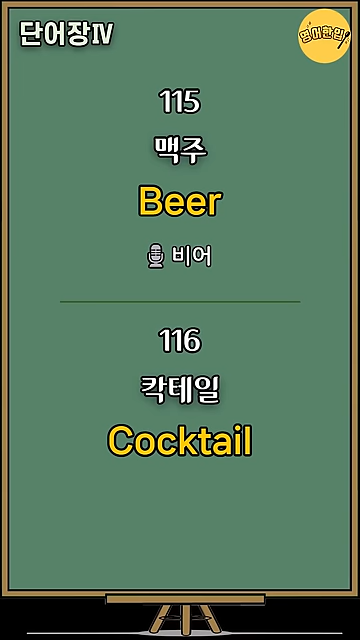 단어장Ⅳ
영어한입
115
맥주
Beer
비어
116
칵테일
Cocktail